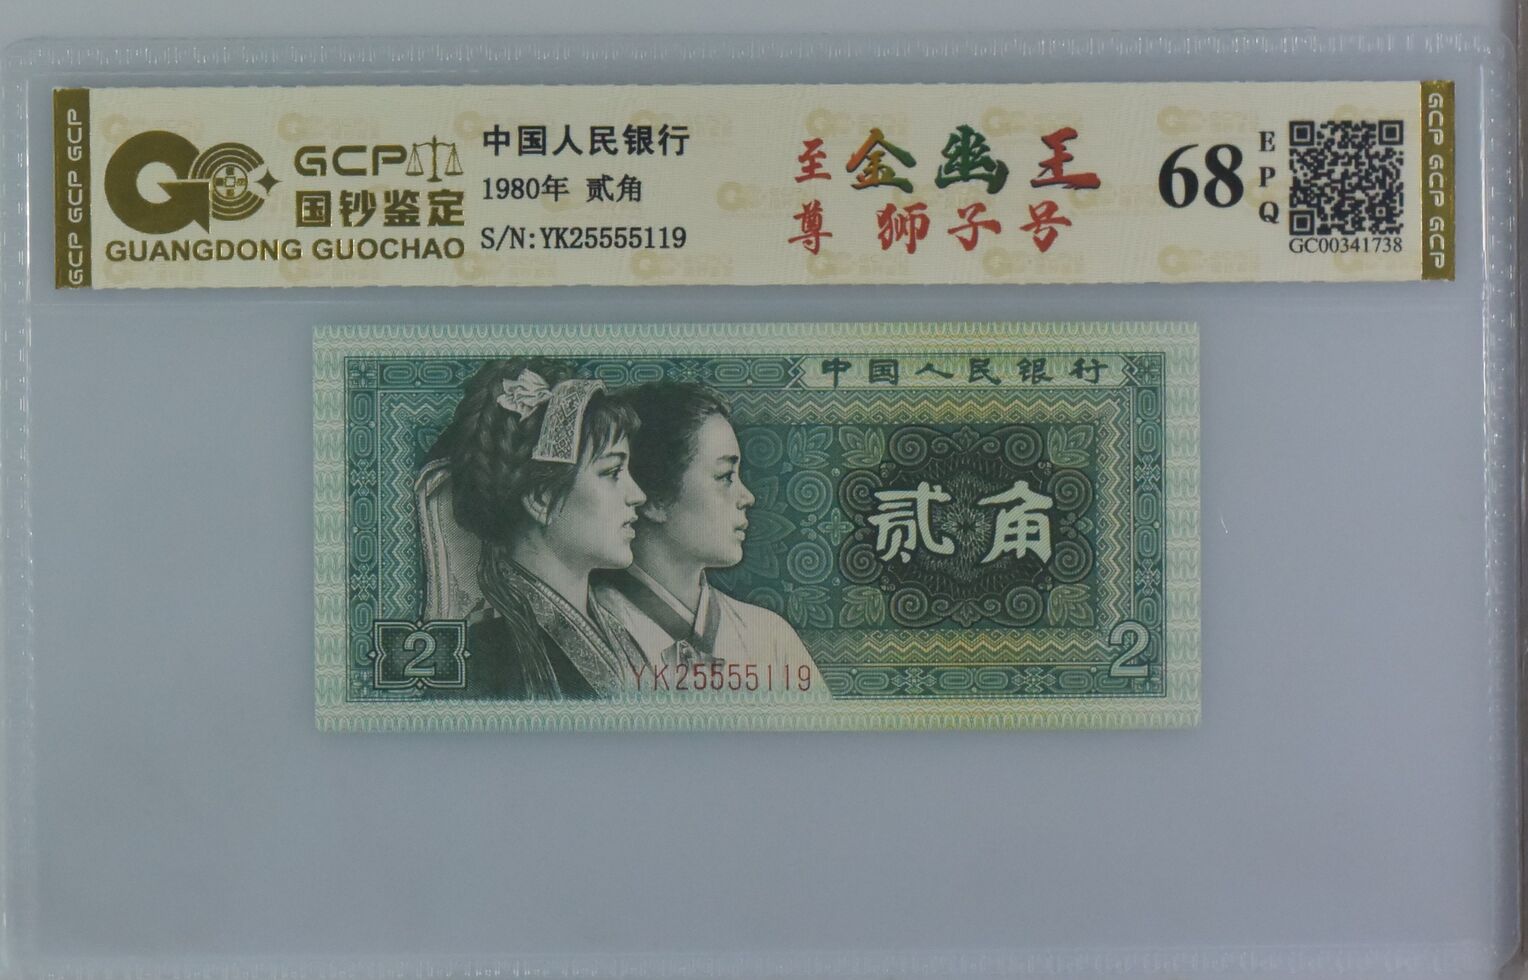 GCP GCP GCP
GCP
国钞鉴定
GUANGDONG GUOCHAO
中国人民银行
1980年 贰角
S/N:YK25555119
至尊
金幽王
狮子号
68
EPQ
GC00341738
GCP GCP GCP
中国人民银行
贰角
2
2
YK25555119